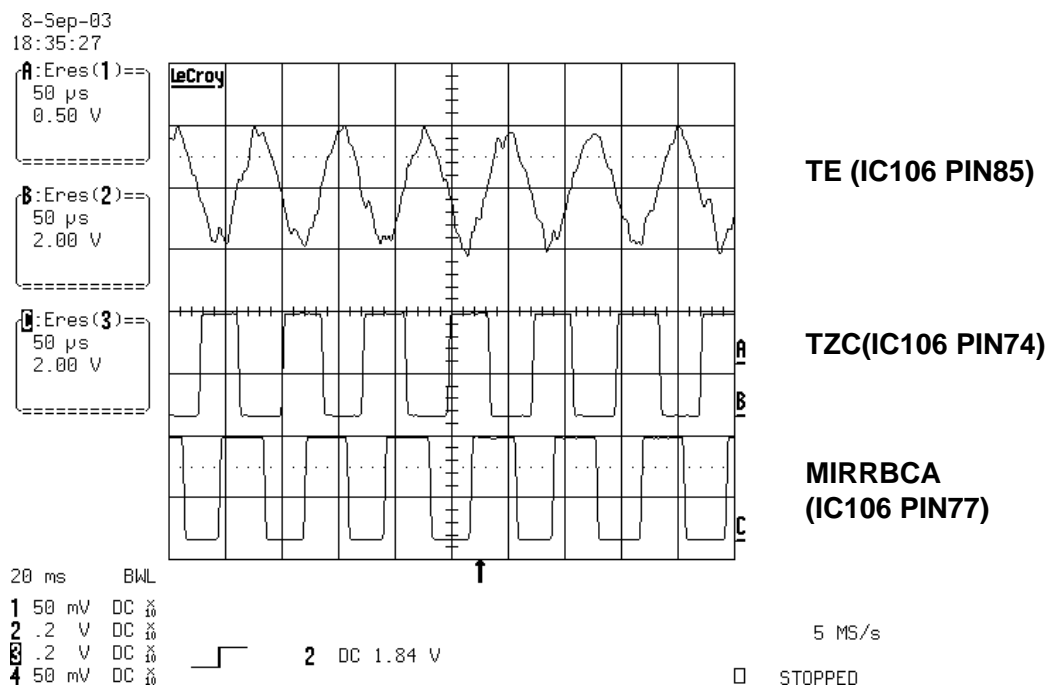 8-Sep-03
18:35:27
A:Eres(1)==
50 µs
0.50 V
B:Eres(2)==
50 µs
2.00 V
C:Eres(3)==
50 µs
2.00 V
LeCroy
A
B
C
TE (IC106 PIN85)
TZC(IC106 PIN74)
MIRRBCA
(IC106 PIN77)
20 ms BWL
1 50 mV DC X10
2 .2 V DC X10
3 .2 V DC X10
4 50 mV DC X10
2 DC 1.84 V
5 MS/s
STOPPED